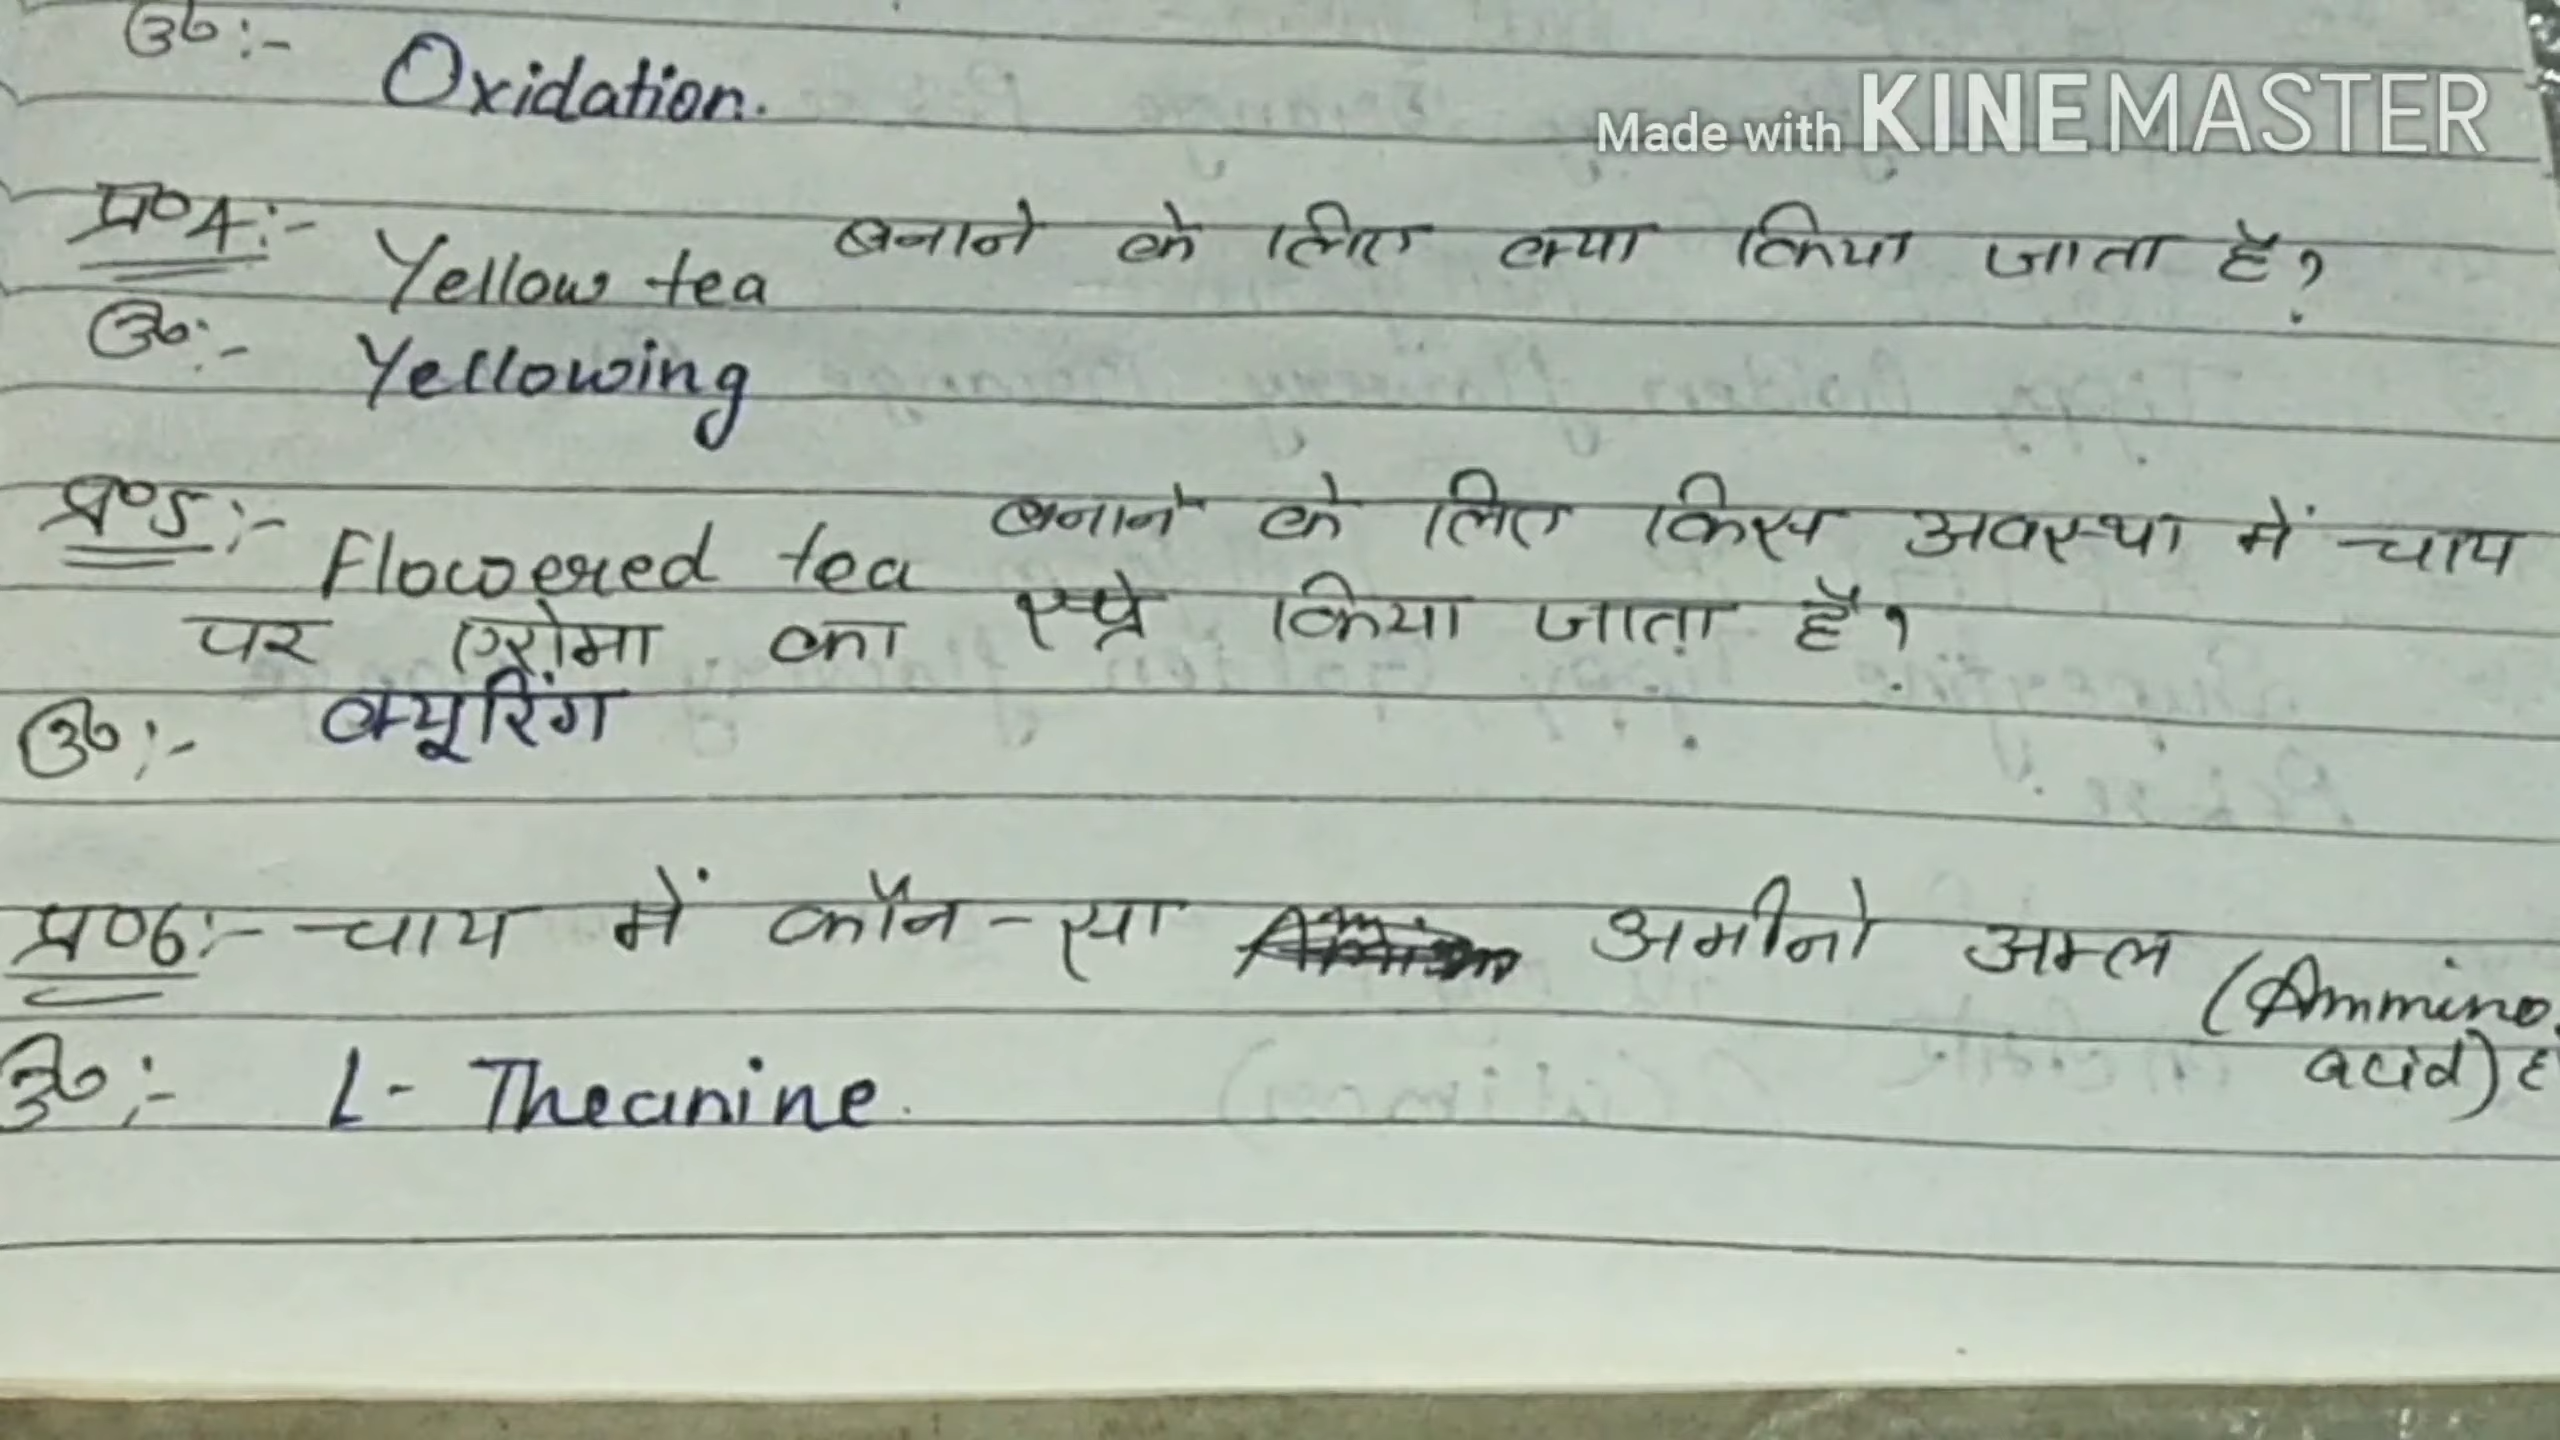 उ०:- Oxidation.
Made with KINEMASTER
प्र०4:- Yellow tea बनाने के लिए क्या किया जाता है?
उ०:- Yellowing
प्र०5:- Flowered tea बनाने के लिए किस अवस्था में चाय
पर एरोमा का स्प्रे किया जाता है?
उ०:- क्यूरिंग
प्र०6:- चाय में कौन-सा अमीनो अम्ल (Ammino
acid) है
उ०:- L- Theanine.